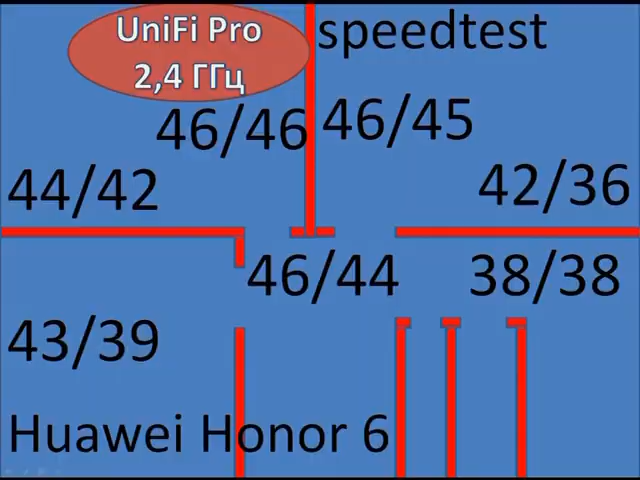 UniFi Pro
2,4 ГГц
speedtest
46/46
46/45
44/42
42/36
46/44
38/38
43/39
Huawei Honor 6